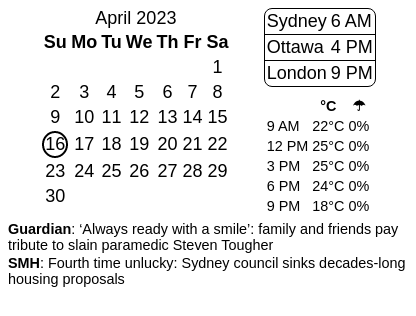 April 2023
Su Mo Tu We Th Fr Sa
1
2 3 4 5 6 7 8
9 10 11 12 13 14 15
16 17 18 19 20 21 22
23 24 25 26 27 28 29
30
Sydney 6 AM
Ottawa 4 PM
London 9 PM
°C ☂
9 AM 22°C 0%
12 PM 25°C 0%
3 PM 25°C 0%
6 PM 24°C 0%
9 PM 18°C 0%
Guardian: ‘Always ready with a smile’: family and friends pay
tribute to slain paramedic Steven Tougher
SMH: Fourth time unlucky: Sydney council sinks decades-long
housing proposals